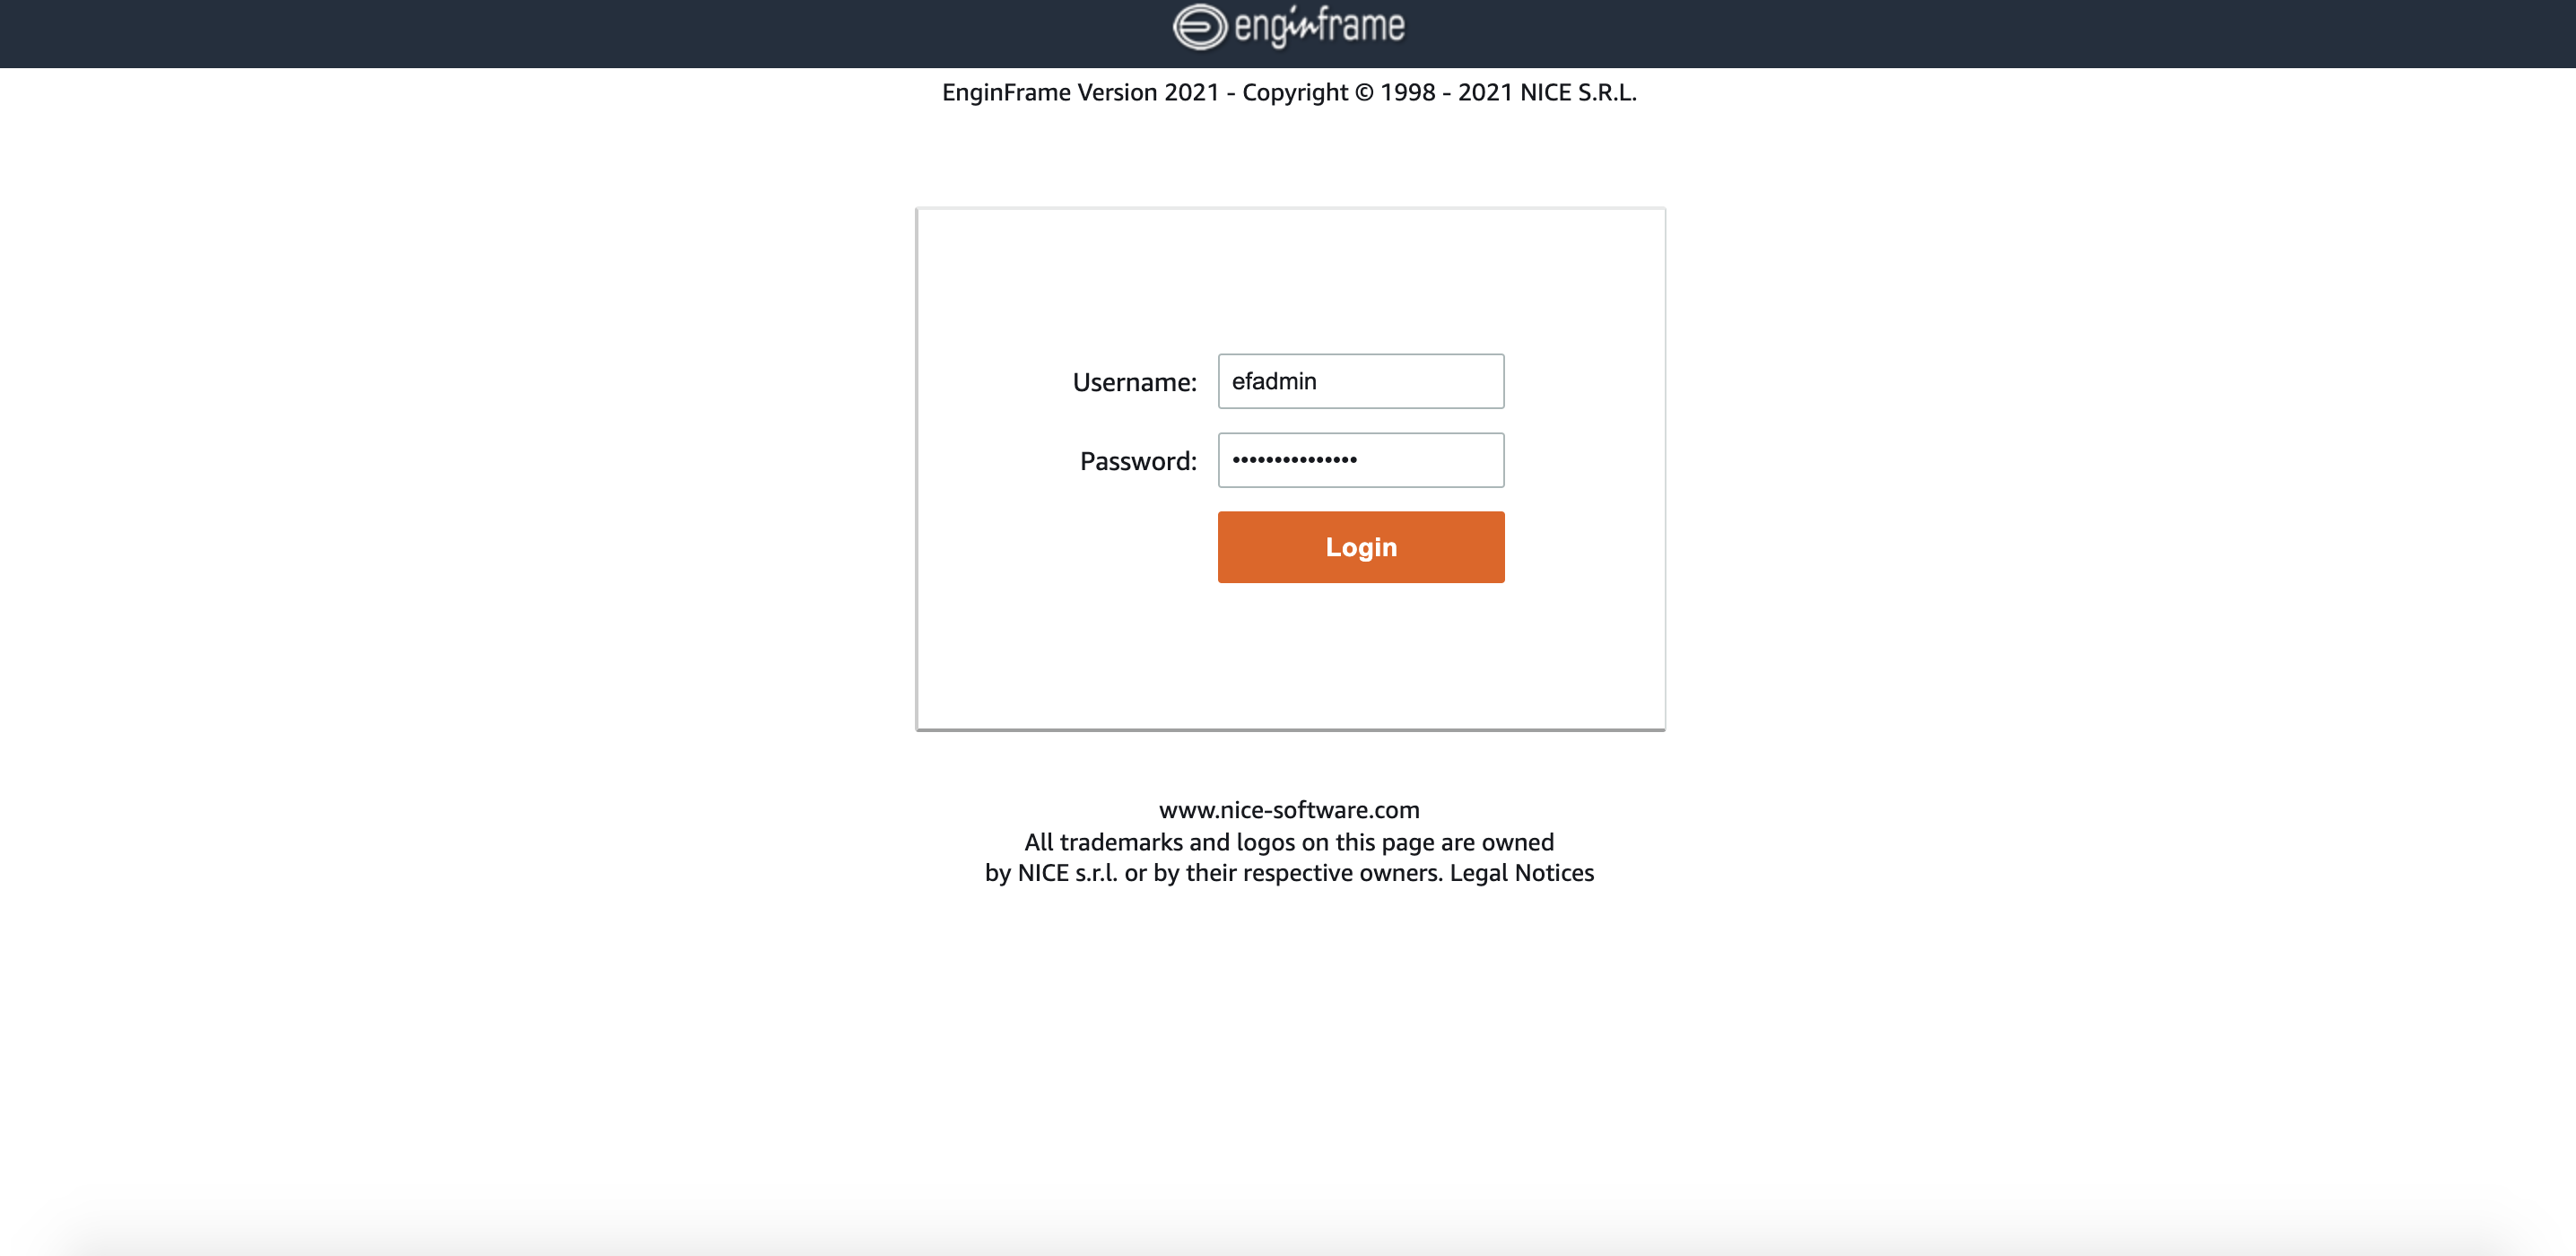 enginframe
EnginFrame Version 2021 - Copyright © 1998 - 2021 NICE S.R.L.
Username: efadmin
Password: •••••••••••••••
Login
www.nice-software.com
All trademarks and logos on this page are owned
by NICE s.r.l. or by their respective owners. Legal Notices